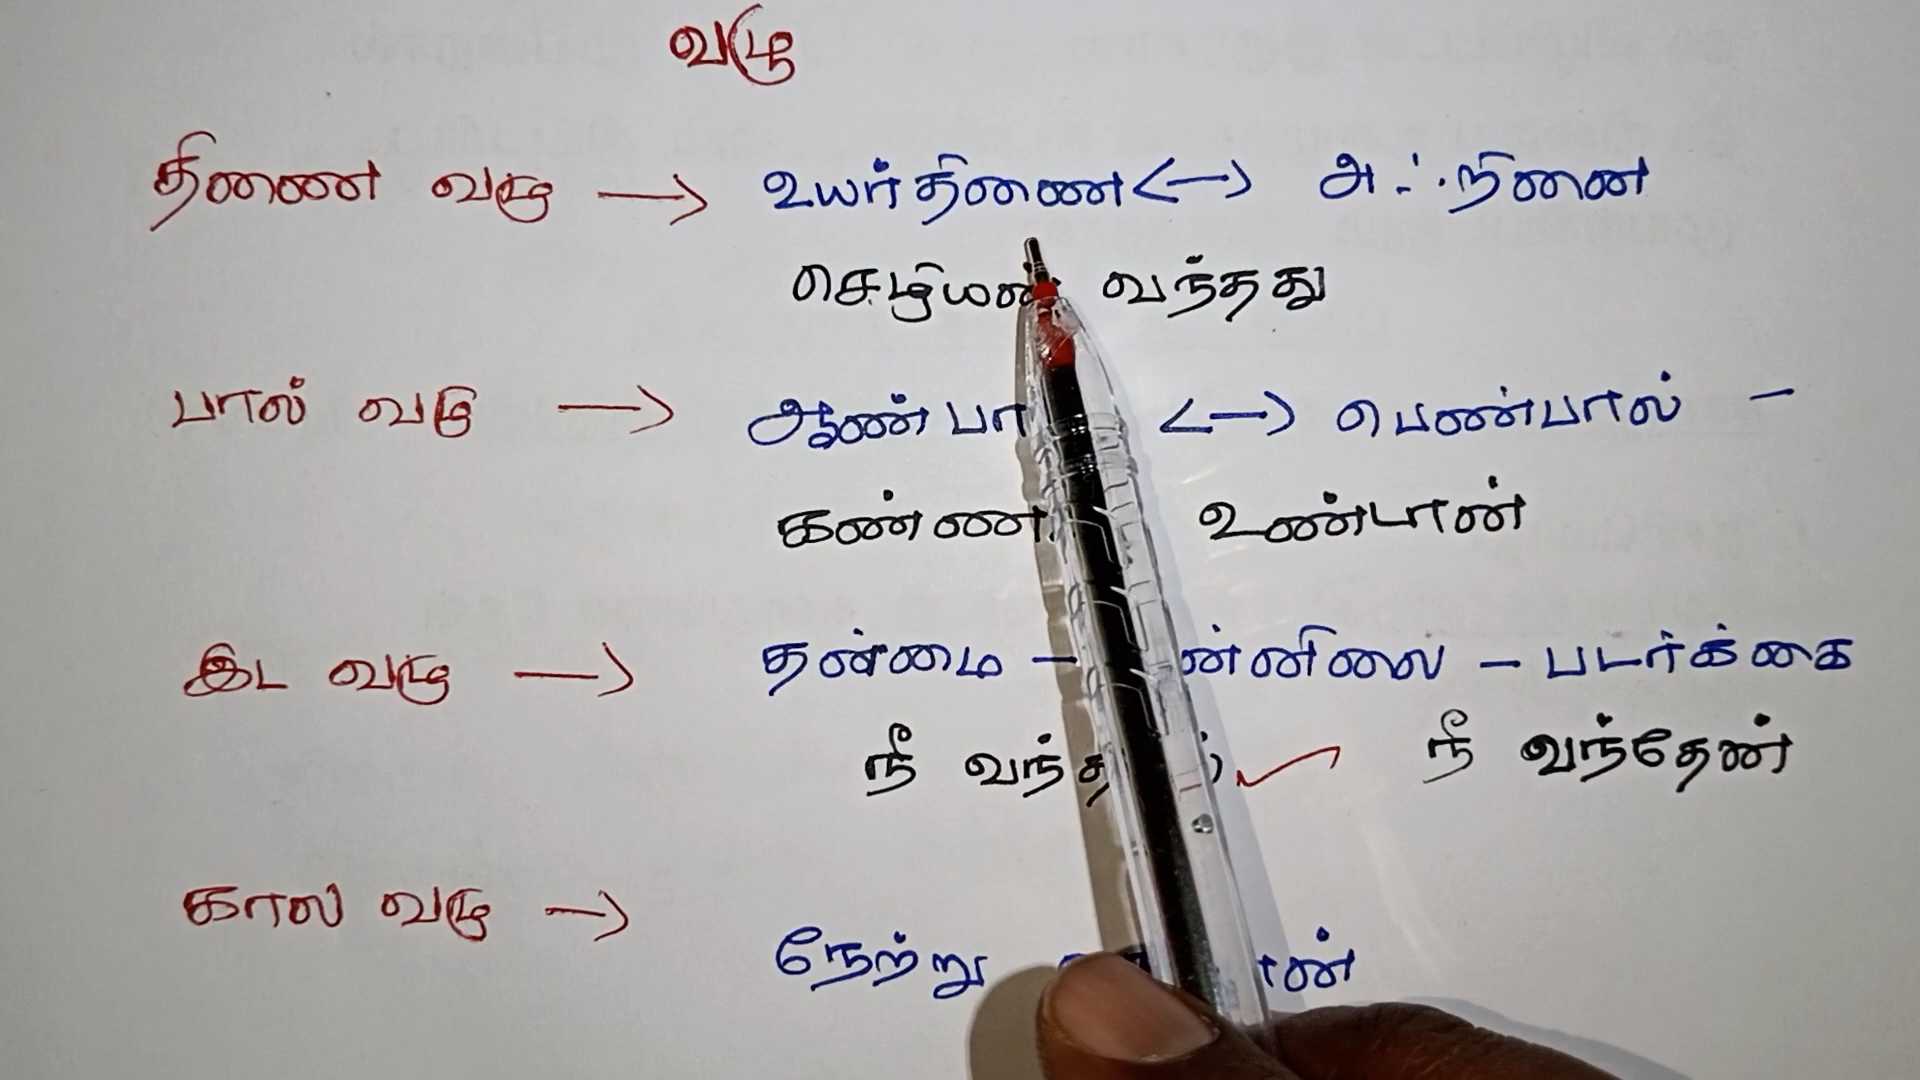 வழு
திணை வழு → உயர்திணை <-> அஃறிணை
வந்தது
பால் வழு → <-> பெண்பால் -
உண்டான்
இட வழு → தன்மை - - படர்க்கை
நீ ✓ நீ வந்தேன்
கால வழு →
நேற்று